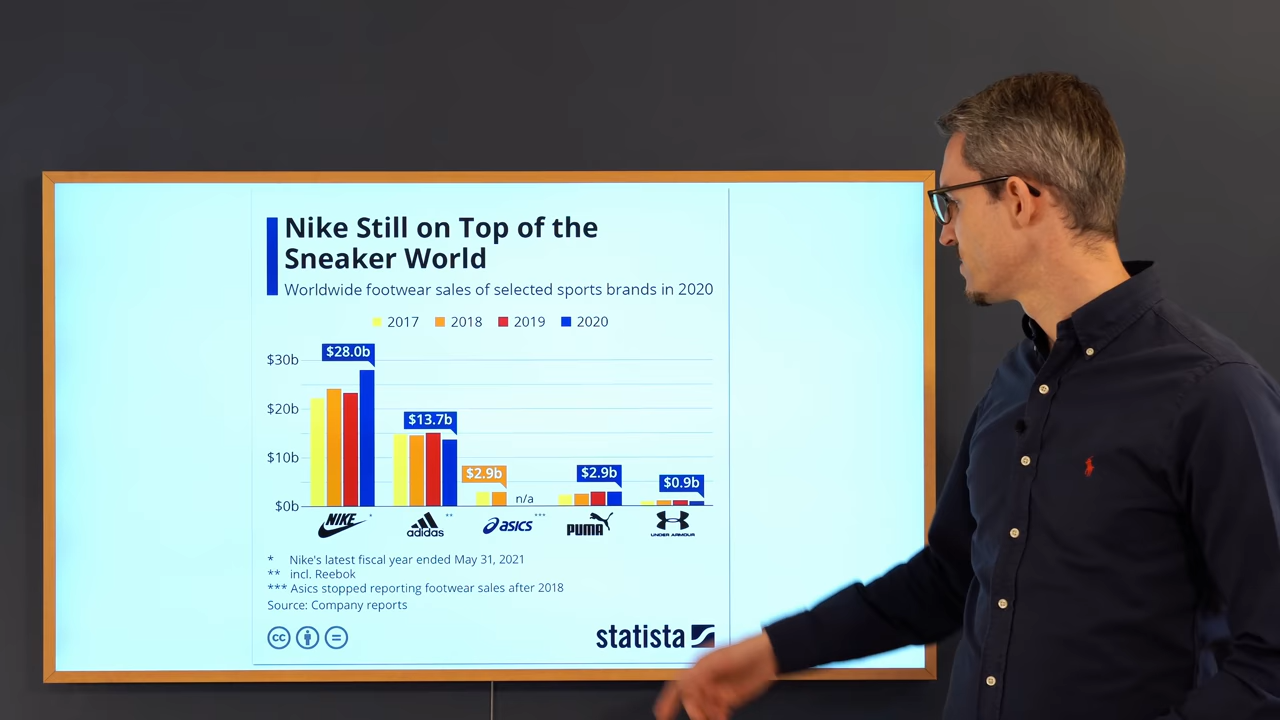 Nike Still on Top of the
Sneaker World
Worldwide footwear sales of selected sports brands in 2020
2017 2018 2019 2020
$30b
$20b
$10b
$0b
$28.0b
$13.7b
$2.9b
n/a
$2.9b
$0.9b
NIKE *
adidas **
asics ***
PUMA
UNDER ARMOUR
* Nike's latest fiscal year ended May 31, 2021
** incl. Reebok
*** Asics stopped reporting footwear sales after 2018
Source: Company reports
cc
statista